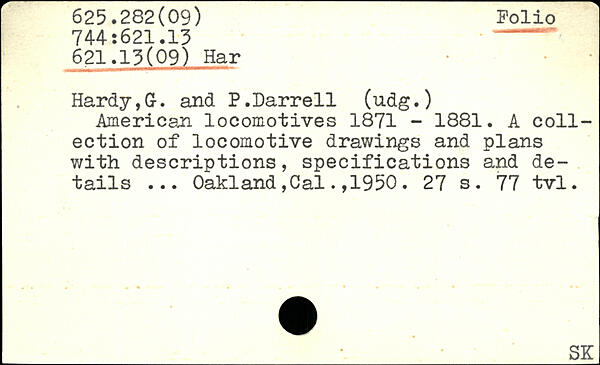 625.282(09) Folio
744:621.13
621.13(09) Har
Hardy,G. and P.Darrell (udg.)
American locomotives 1871 - 1881. A coll-
ection of locomotive drawings and plans
with descriptions, specifications and de-
tails ... Oakland,Cal.,1950. 27 s. 77 tvl.
SK